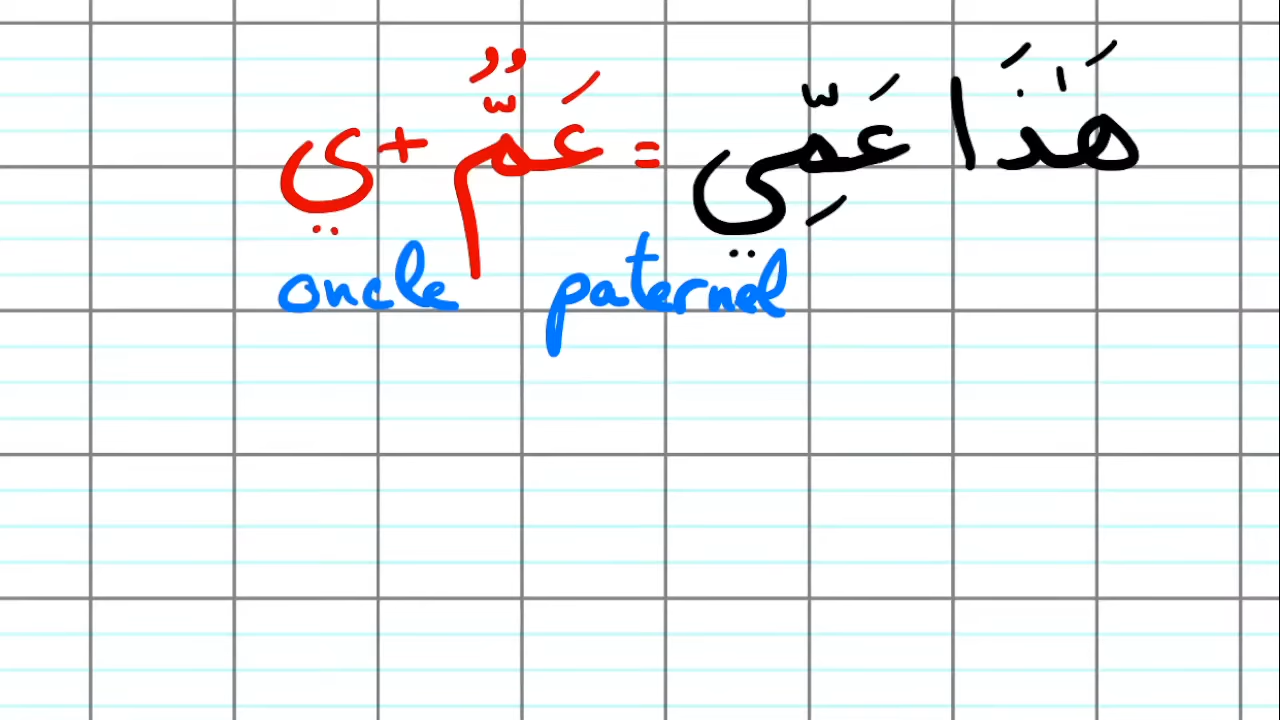 هَٰذَا عَمِّي = عَمٌّ + ي
oncle paternel